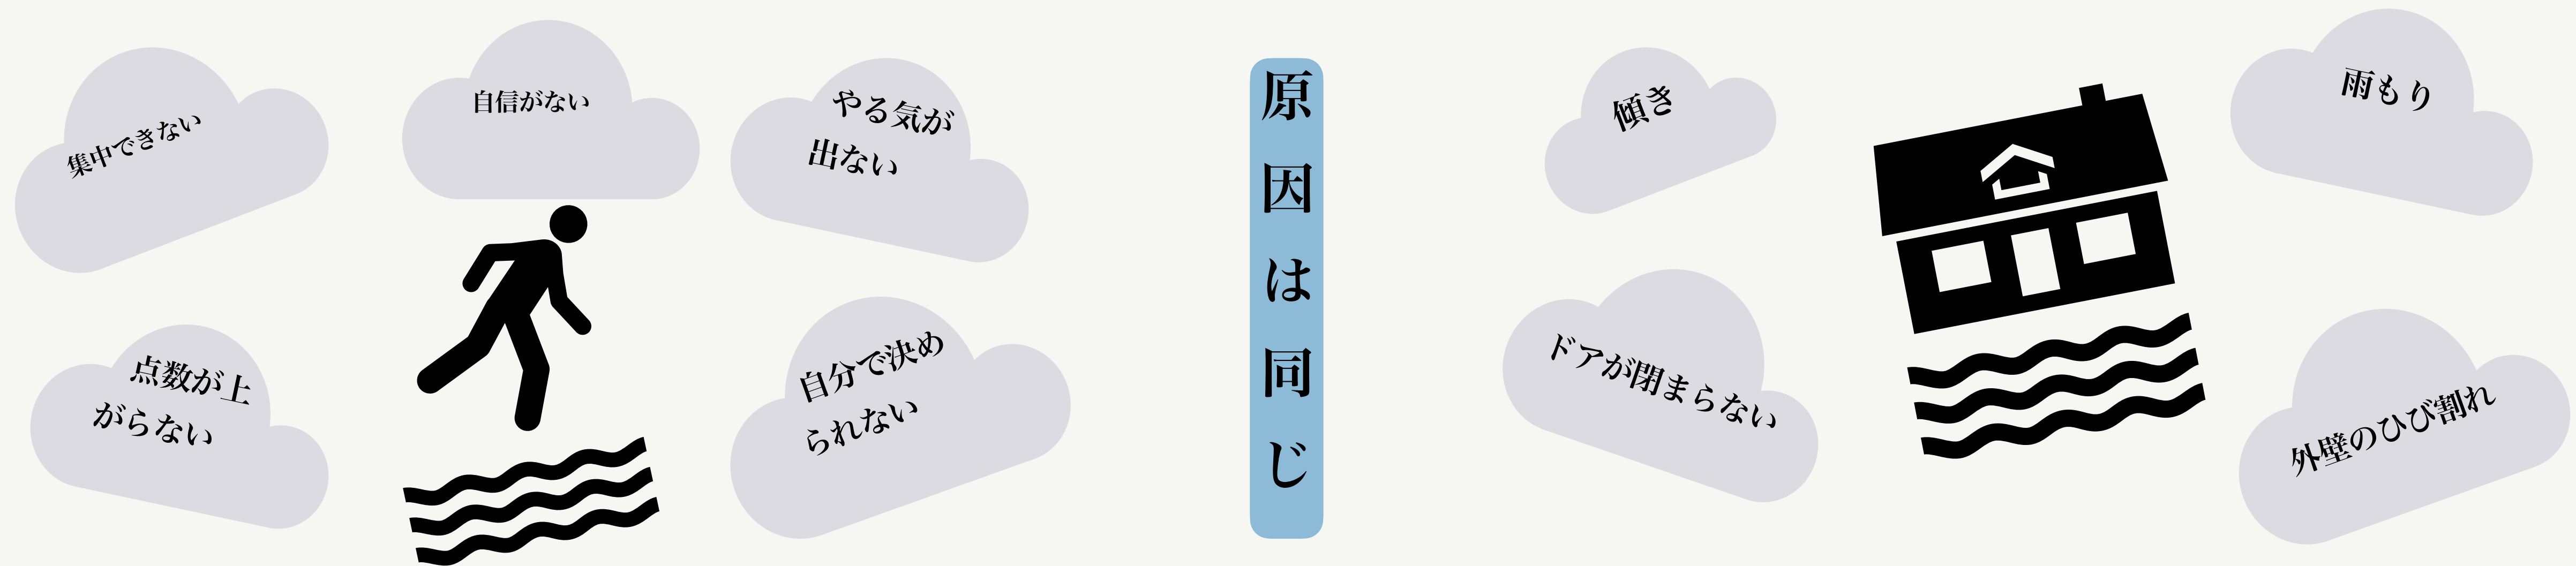 集中できない
自信がない
やる気が
出ない
点数が上
がらない
自分で決め
られない
原因は同じ
傾き
雨もり
ドアが閉まらない
外壁のひび割れ